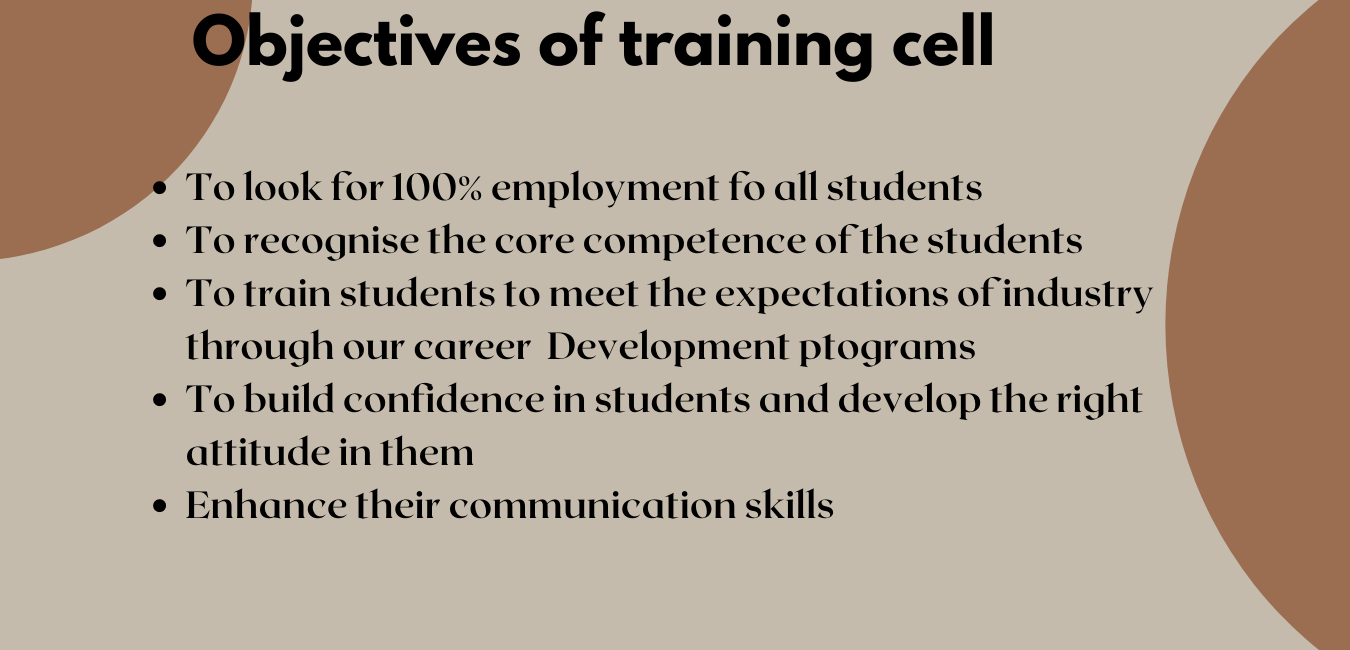 Objectives of training cell
• To look for 100% employment fo all students
• To recognise the core competence of the students
• To train students to meet the expectations of industry
through our career  Development ptograms
• To build confidence in students and develop the right
attitude in them
• Enhance their communication skills